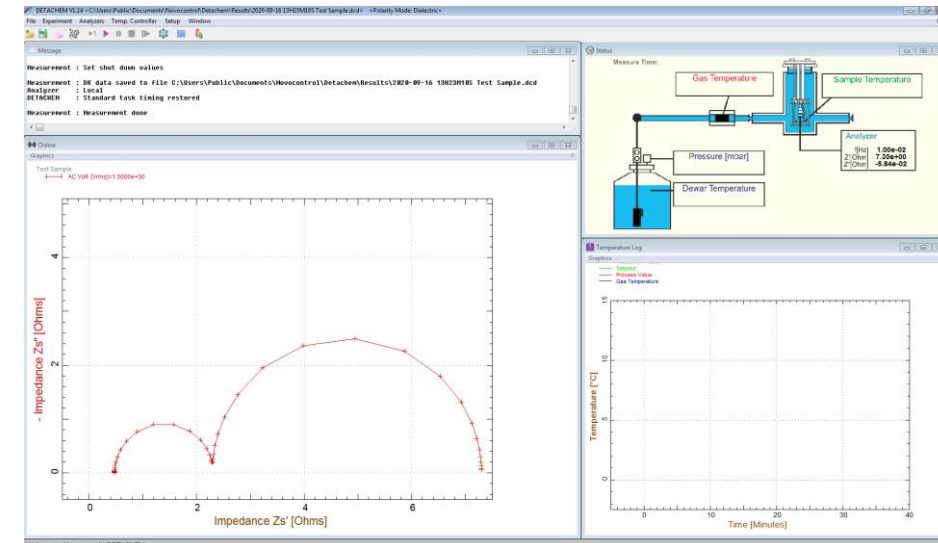 DETACHEM V1.14 >C:\Users\Public\Documents\Novocontrol\Detachem\Results\2020-09-16 13H23M10S Test Sample.dcd< >Polarity Mode: Dielectric<
File Experiment Analyzers Temp. Controller Setup Window
Message
Measurement : Set shut down values
Measurement : DK data saved to file C:\Users\Public\Documents\Novocontrol\Detachem\Results\2020-09-16 13H23M10S Test Sample.dcd
Analyzer : Local
DETACHEM : Standard task timing restored
Measurement : Measurement done
Online
Graphics
Test Sample
AC Volt [Vrms]=1.0000e+00
- Impedance Zs'' [Ohms]
4
2
0
0 2 4 6
Impedance Zs' [Ohms]
Status
Measure Time:
Gas Temperature
Sample Temperature
Analyzer
f[Hz] 1.00e-02
Z'[Ohm] 7.30e+00
Z''[Ohm] -5.84e-02
Pressure [mbar]
Dewar Temperature
Temperature Log
Graphics
Setpoint
Process Value
Gas Temperature
Temperature [°C]
15
10
5
0
0 10 20 30 40
Time [Minutes]